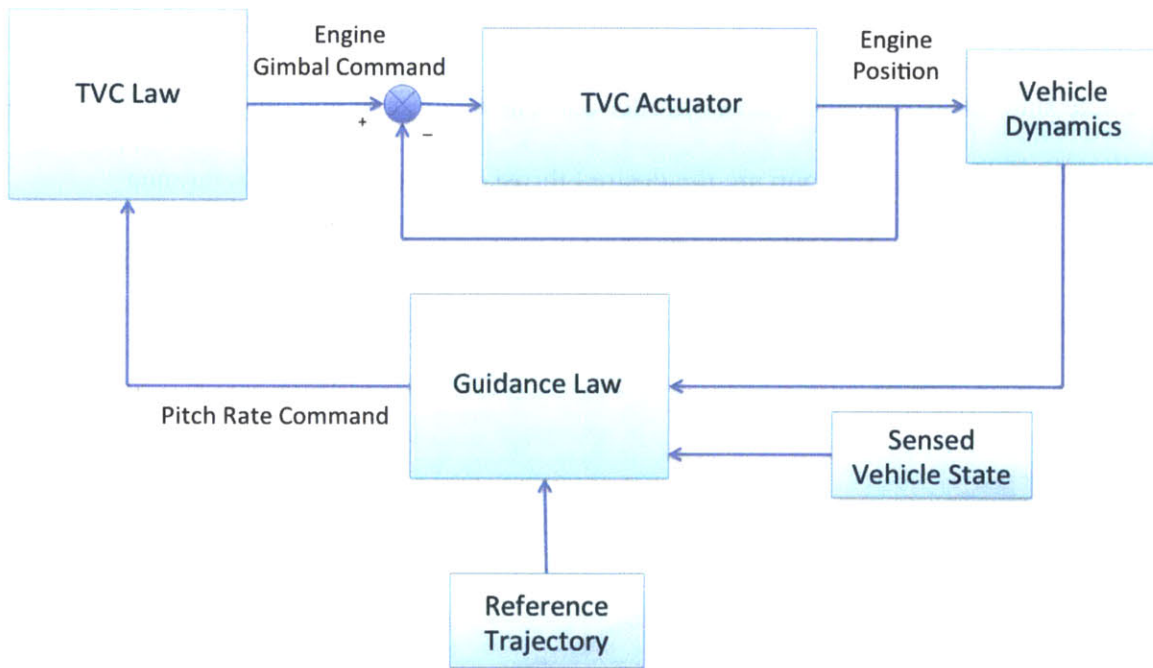 Engine
Gimbal Command
Engine
Position
TVC Law
TVC Actuator
Vehicle
Dynamics
+
–
Guidance Law
Pitch Rate Command
Sensed
Vehicle State
Reference
Trajectory